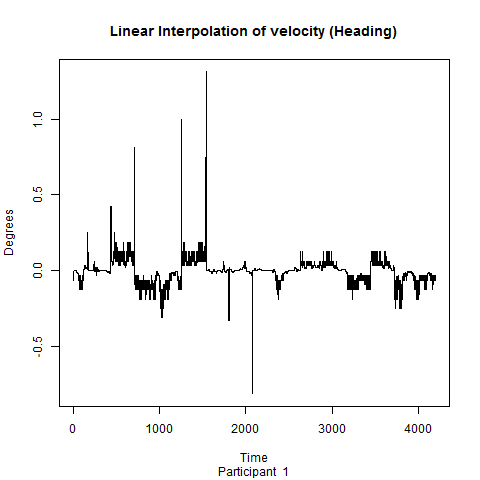 Linear Interpolation of velocity (Heading)
1.0
0.5
0.0
-0.5
Degrees
0 1000 2000 3000 4000
Time
Participant 1